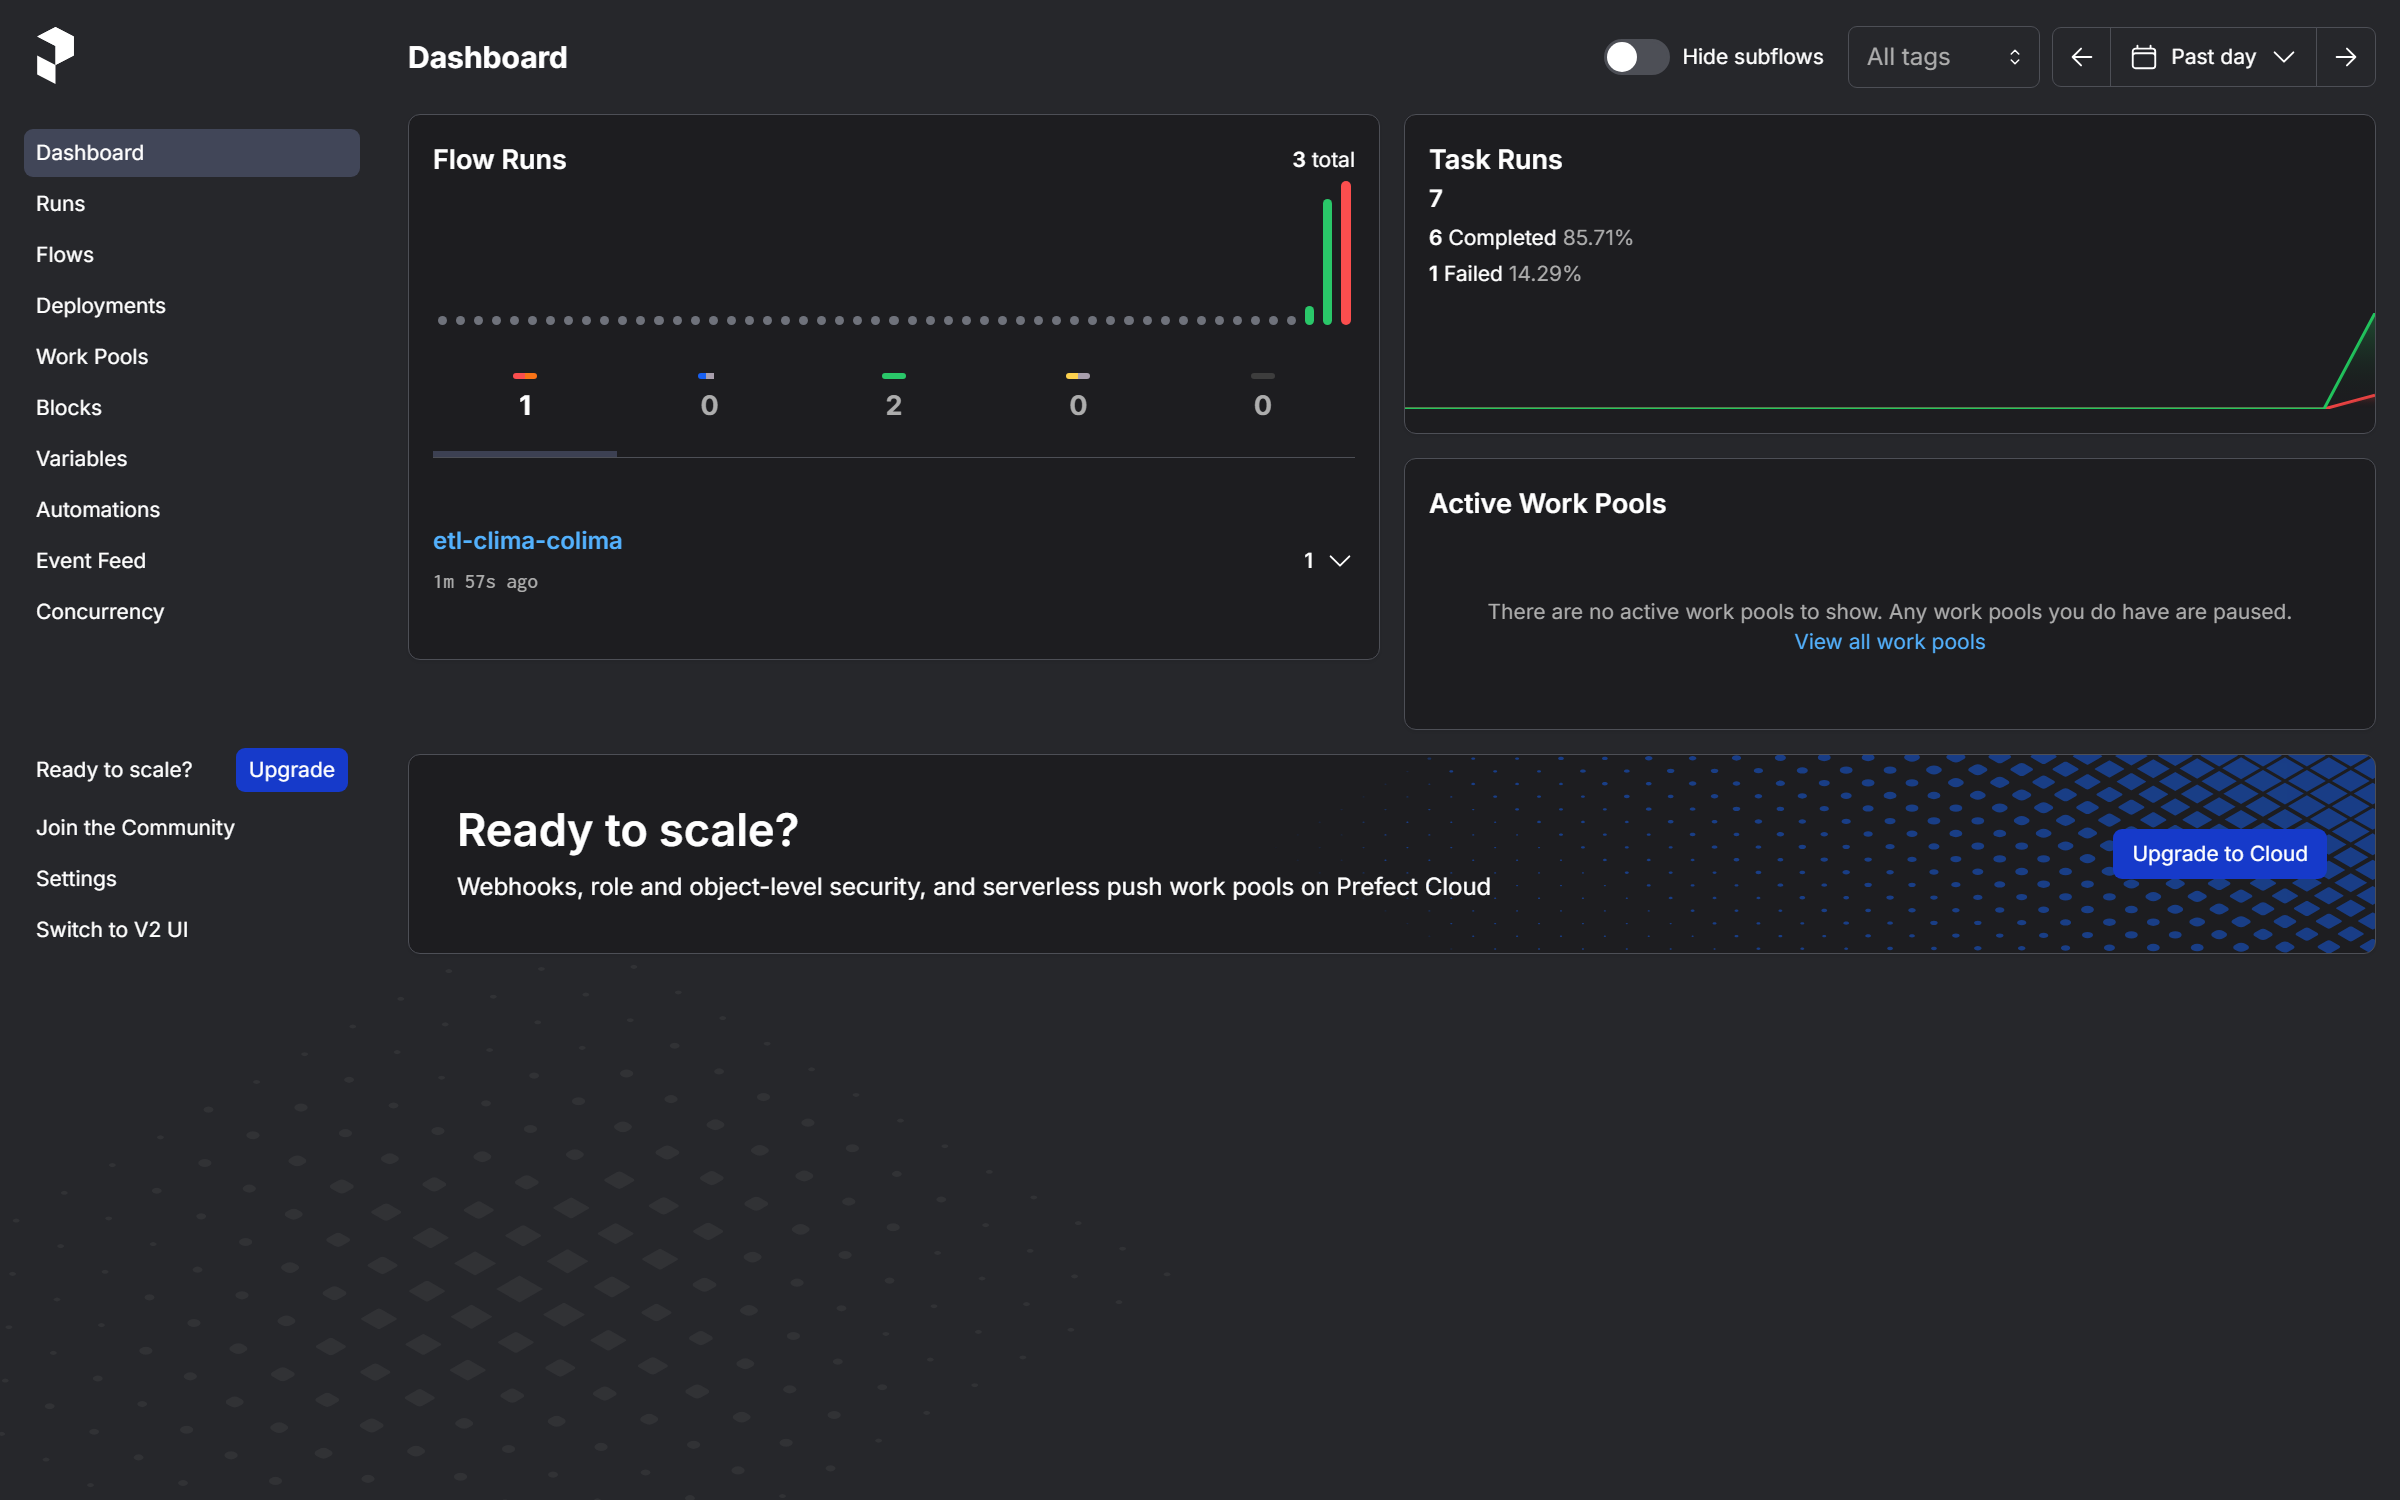 Dashboard
Runs
Flows
Deployments
Work Pools
Blocks
Variables
Automations
Event Feed
Concurrency
Ready to scale? Upgrade
Join the Community
Settings
Switch to V2 UI
Dashboard
Hide subflows
All tags
Past day
Flow Runs
3 total
1
0
2
0
0
etl-clima-colima
1m 57s ago
1
Task Runs
7
6 Completed 85.71%
1 Failed 14.29%
Active Work Pools
There are no active work pools to show. Any work pools you do have are paused.
View all work pools
Ready to scale?
Webhooks, role and object-level security, and serverless push work pools on Prefect Cloud
Upgrade to Cloud